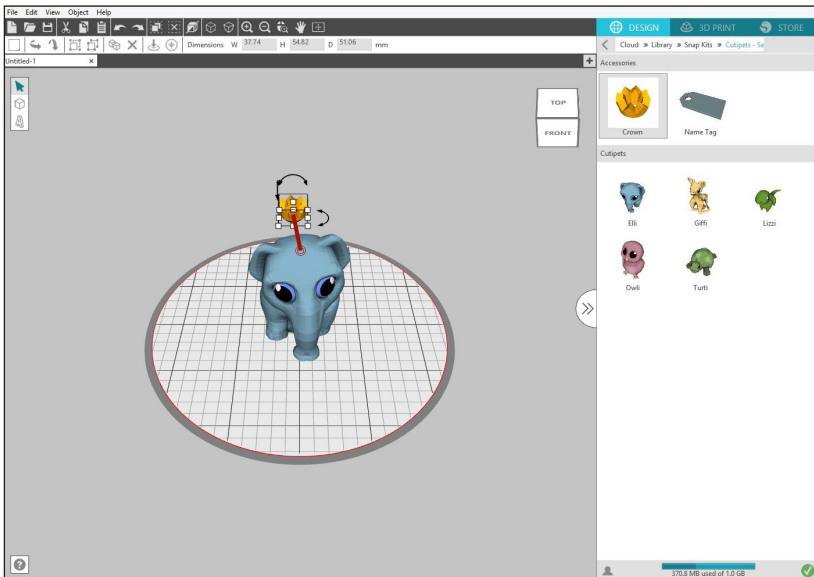 File Edit View Object Help
DESIGN 3D PRINT STORE
Dimensions W 37.74 H 54.82 D 51.06 mm
Cloud » Library » Snap Kits » Cutipets - Se
Untitled-1 × +
Accessories
TOP
FRONT
Crown Name Tag
Cutipets
Elli Giffi Lizzi
Owli Turti
370.8 MB used of 1.0 GB